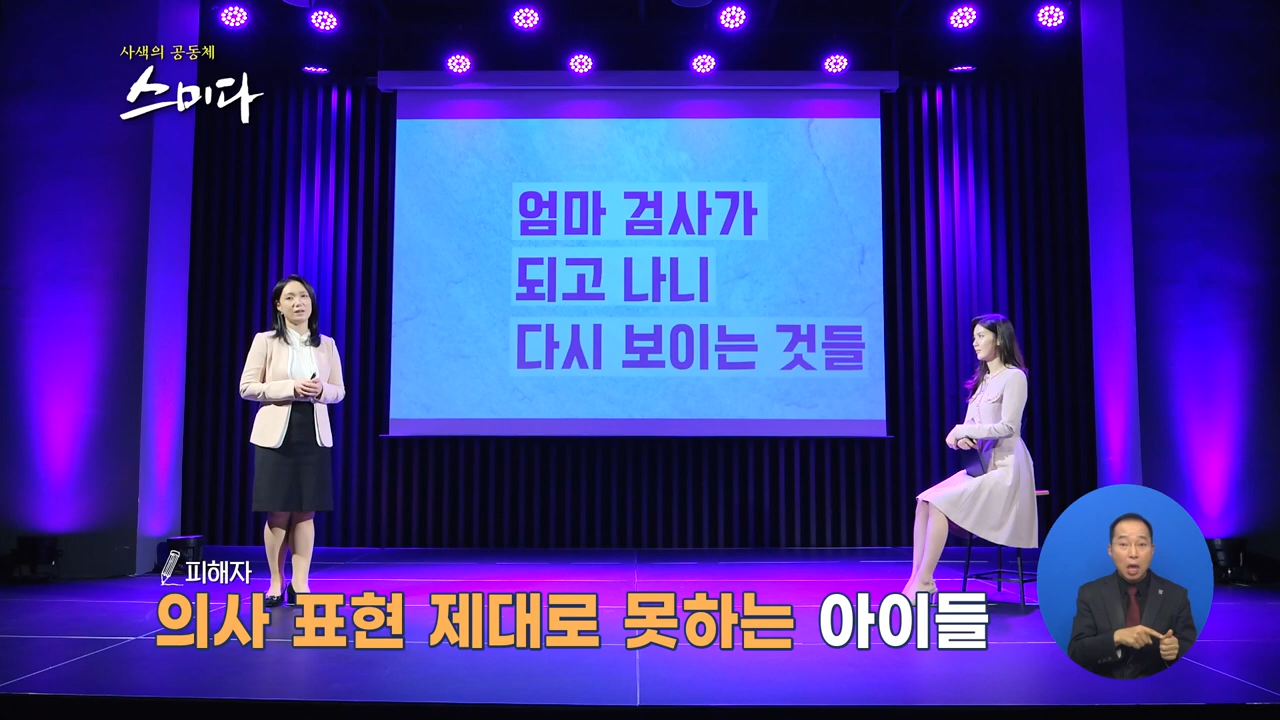 사색의 공동체
스미다
엄마 검사가
되고 나니
다시 보이는 것들
피해자
의사 표현 제대로 못하는 아이들